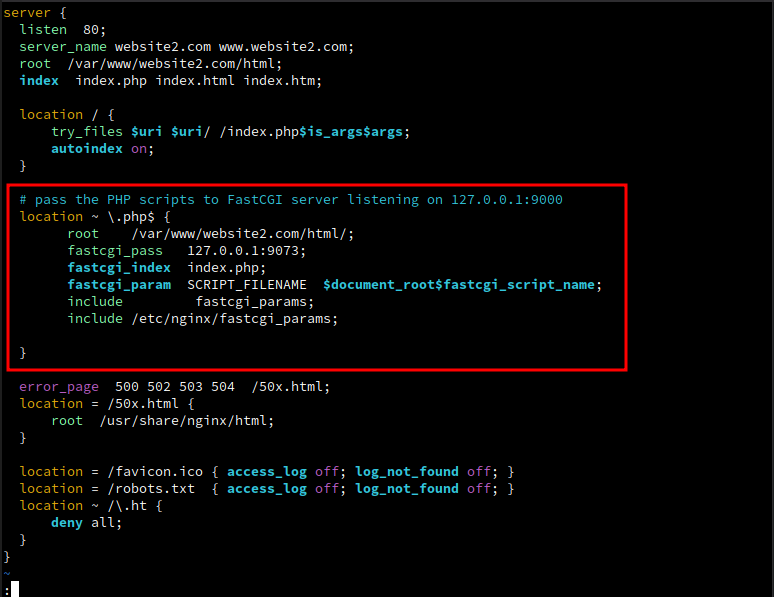 server {
  listen  80;
  server_name website2.com www.website2.com;
  root  /var/www/website2.com/html;
  index  index.php index.html index.htm;

  location / {
      try_files $uri $uri/ /index.php$is_args$args;
      autoindex on;
  }

  # pass the PHP scripts to FastCGI server listening on 127.0.0.1:9000
  location ~ \.php$ {
        root    /var/www/website2.com/html/;
        fastcgi_pass   127.0.0.1:9073;
        fastcgi_index  index.php;
        fastcgi_param  SCRIPT_FILENAME  $document_root$fastcgi_script_name;
        include         fastcgi_params;
        include /etc/nginx/fastcgi_params;

  }

  error_page  500 502 503 504  /50x.html;
  location = /50x.html {
      root  /usr/share/nginx/html;
  }

  location = /favicon.ico { access_log off; log_not_found off; }
  location = /robots.txt  { access_log off; log_not_found off; }
  location ~ /\.ht {
      deny all;
  }
}
~
: